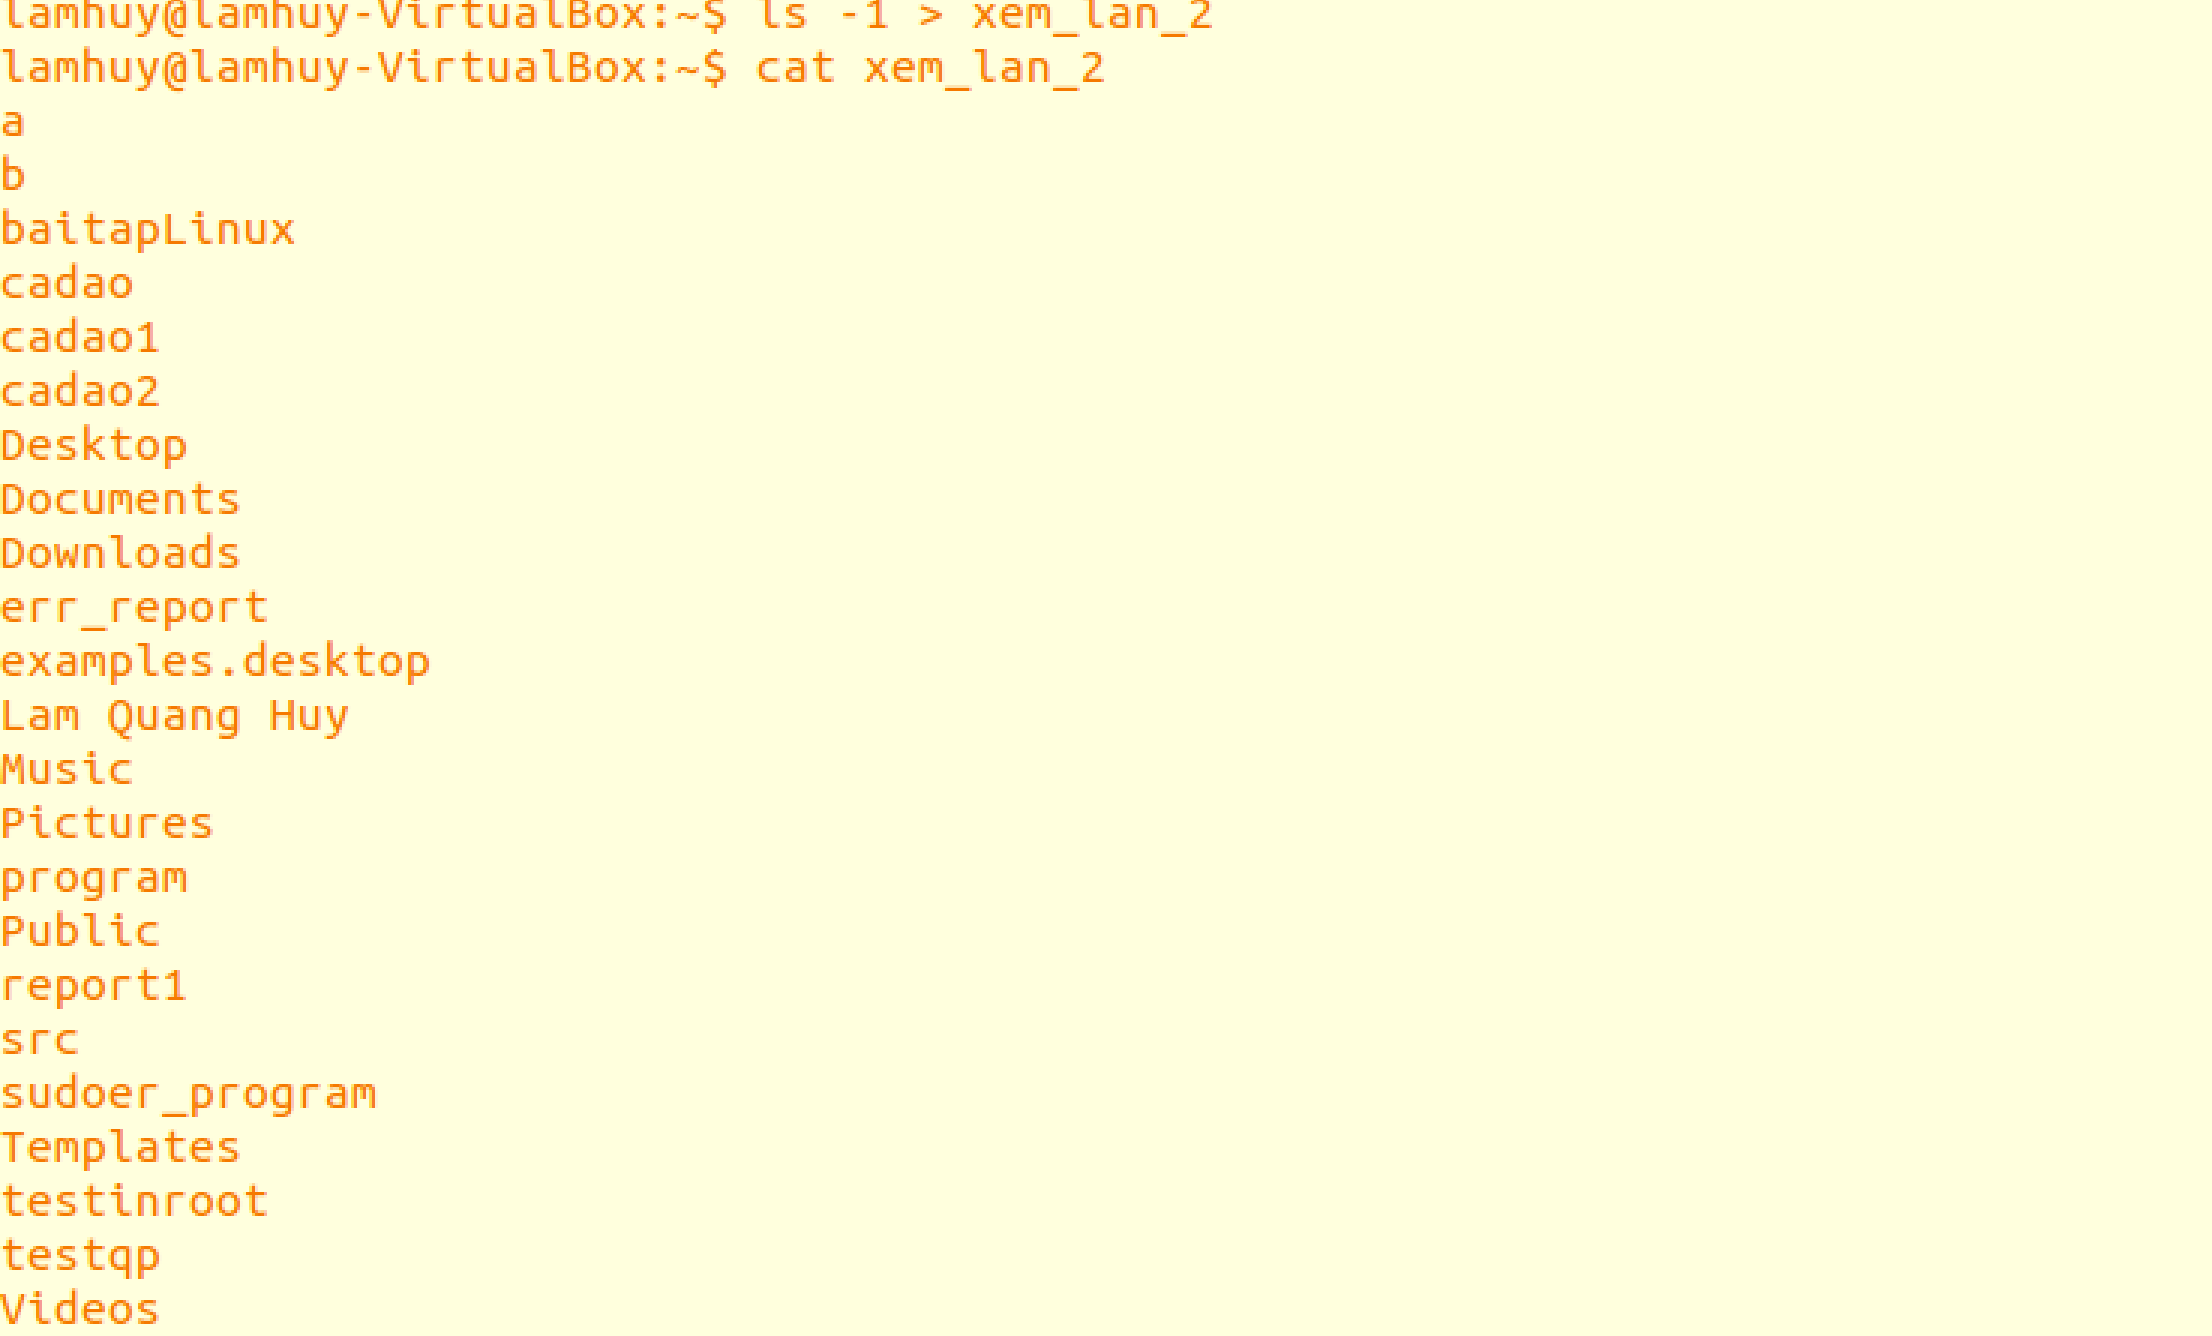 lamhuy@lamhuy-VirtualBox:~$ ls -1 > xem_lan_2
lamhuy@lamhuy-VirtualBox:~$ cat xem_lan_2
a
b
baitapLinux
cadao
cadao1
cadao2
Desktop
Documents
Downloads
err_report
examples.desktop
Lam Quang Huy
Music
Pictures
program
Public
report1
src
sudoer_program
Templates
testinroot
testqp
Videos